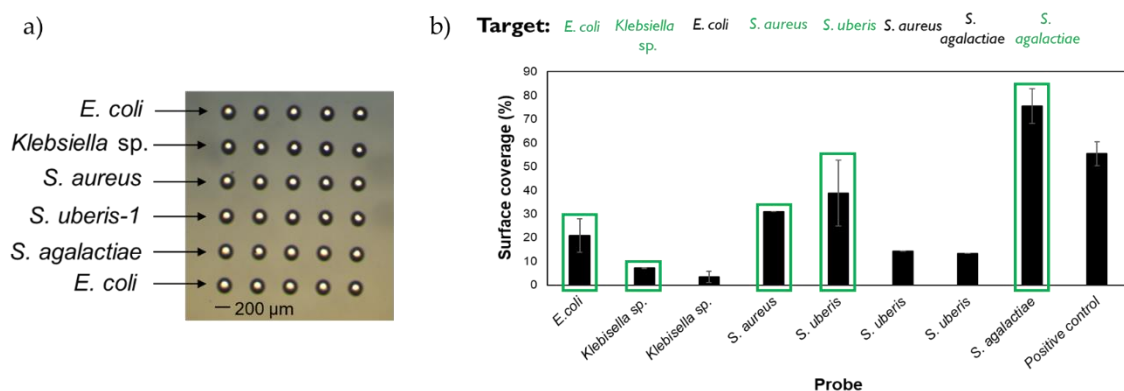 a)
E. coli
Klebsiella sp.
S. aureus
S. uberis-1
S. agalactiae
E. coli
200 µm
b)
Target: E. coli Klebsiella sp. E. coli S. aureus S. uberis S. aureus S. agalactiae S. agalactiae
Surface coverage (%)
90
80
70
60
50
40
30
20
10
0
E.coli
Klebisella sp.
Klebisella sp.
S. aureus
S. uberis
S. uberis
S. uberis
S. agalactiae
Positive control
Probe